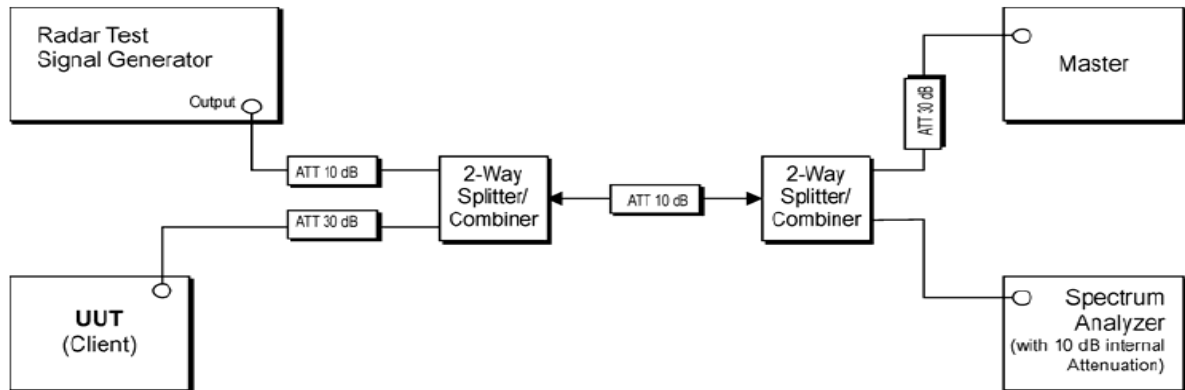 Radar Test
Signal Generator
Output
ATT 10 dB
2-Way
Splitter/
Combiner
ATT 30 dB
UUT
(Client)
ATT 10 dB
2-Way
Splitter/
Combiner
ATT 30 dB
Master
Spectrum
Analyzer
(with 10 dB internal
Attenuation)